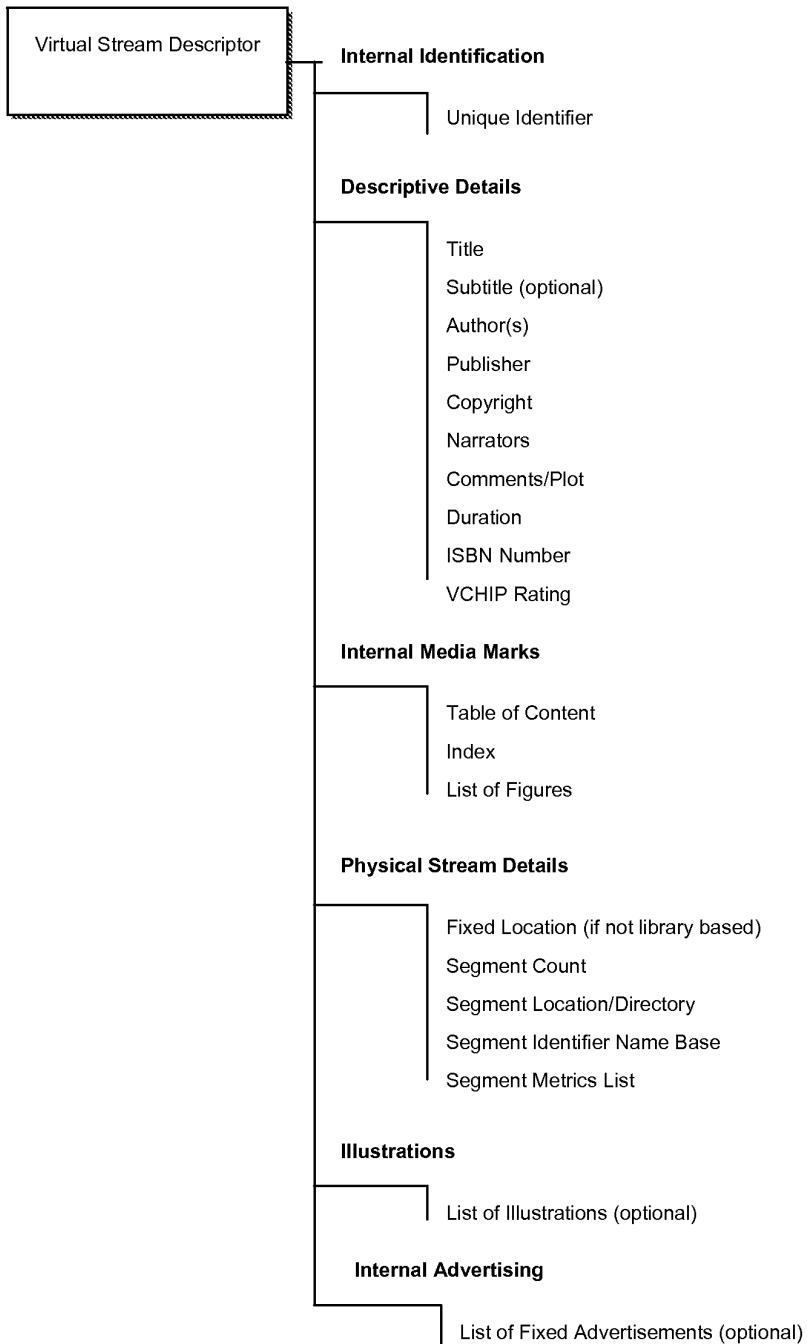 Virtual Stream Descriptor
Internal Identification
Unique Identifier
Descriptive Details
Title
Subtitle (optional)
Author(s)
Publisher
Copyright
Narrators
Comments/Plot
Duration
ISBN Number
VCHIP Rating
Internal Media Marks
Table of Content
Index
List of Figures
Physical Stream Details
Fixed Location (if not library based)
Segment Count
Segment Location/Directory
Segment Identifier Name Base
Segment Metrics List
Illustrations
List of Illustrations (optional)
Internal Advertising
List of Fixed Advertisements (optional)